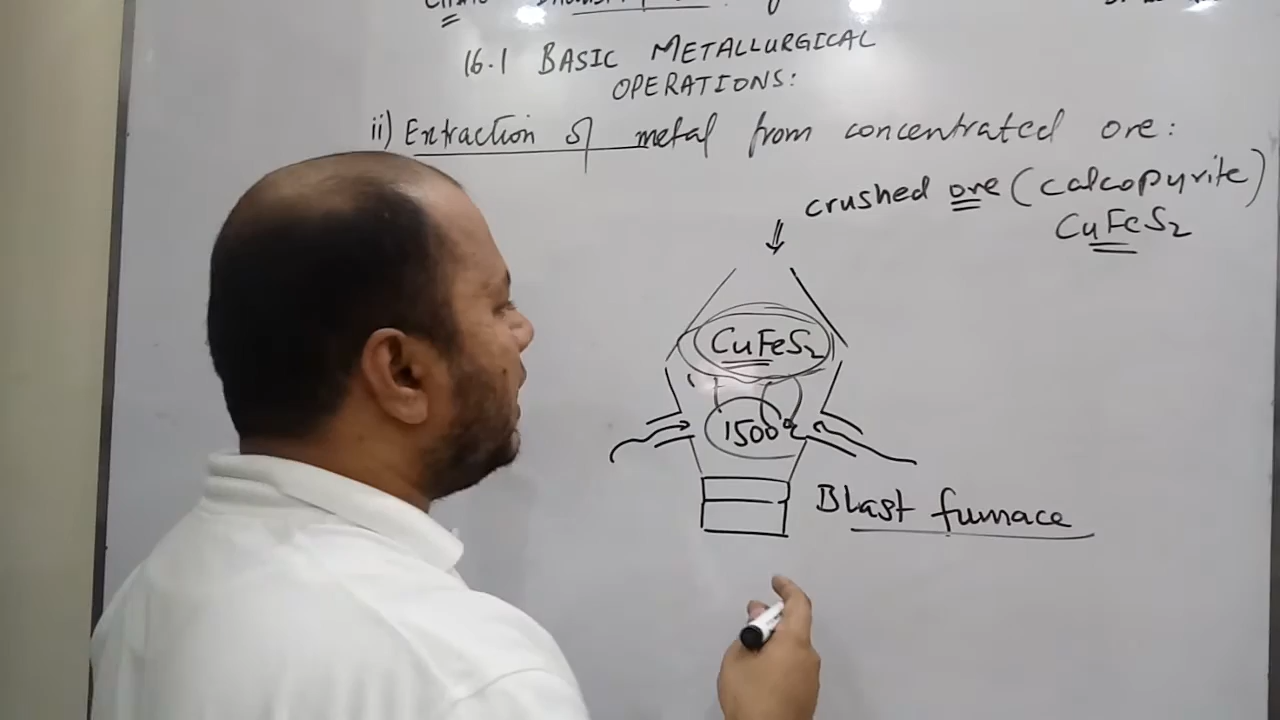 16.1 BASIC METALLURGICAL
OPERATIONS:
ii) Extraction of metal from concentrated ore:
crushed ore (calcopyrite)
CuFeS2
CuFeS2
1500°C
Blast furnace